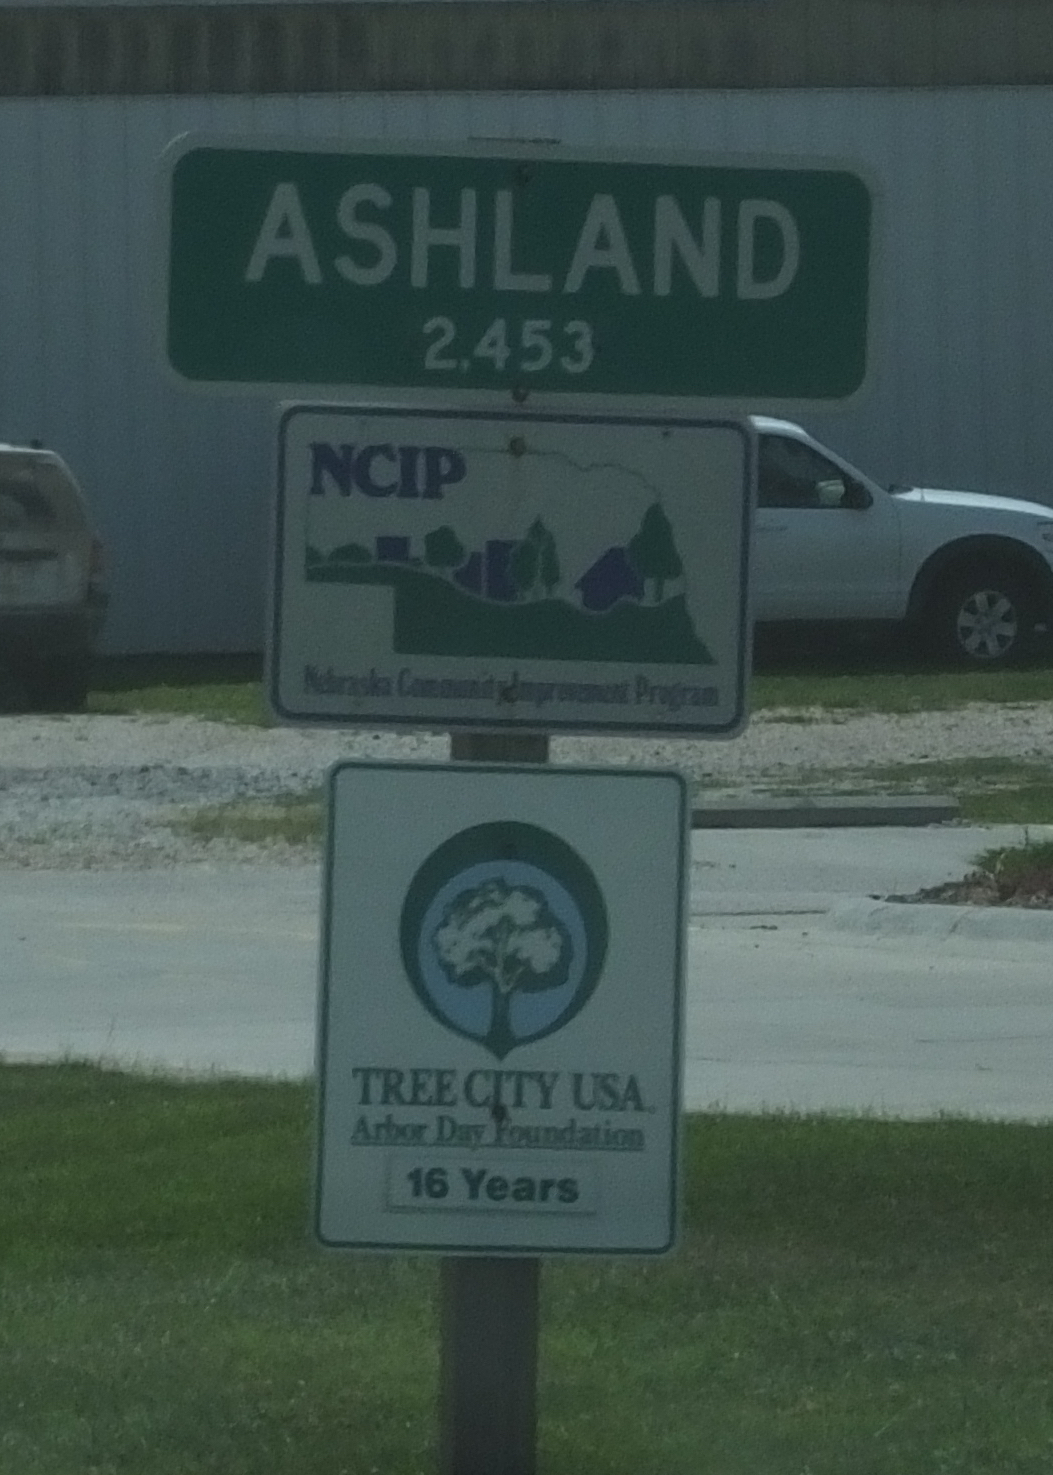 ASHLAND
2,453
NCIP
Nebraska Community Improvement Program
TREE CITY USA
Arbor Day Foundation
16 Years